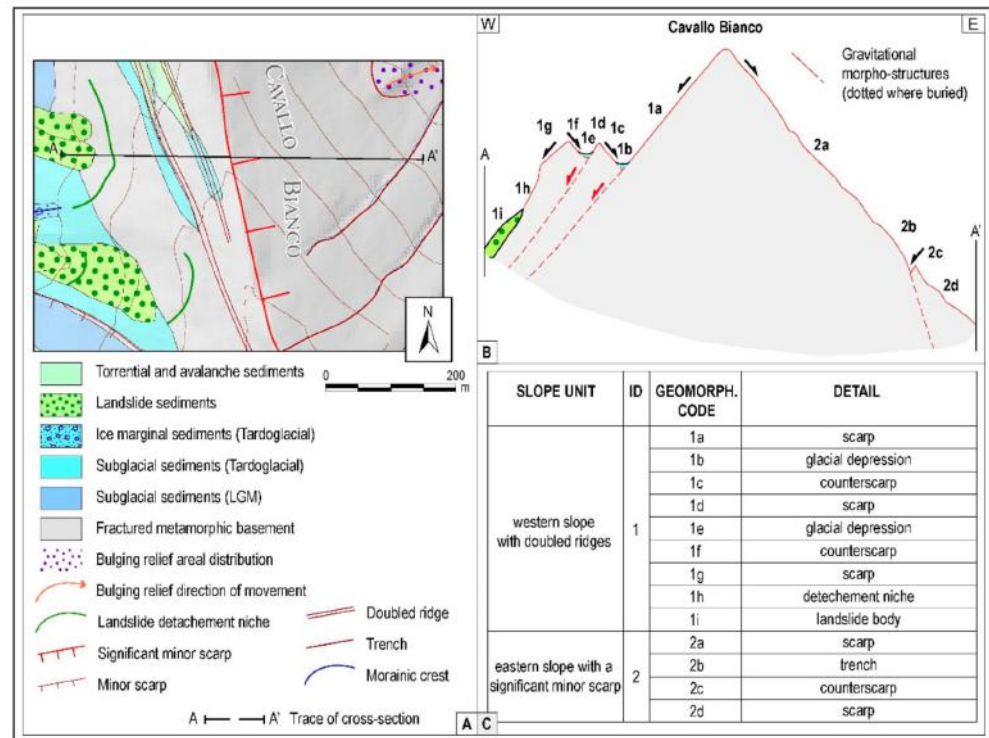 CAVALLO
BIANCO
A
A'
N
0
200
m
Torrential and avalanche sediments
Landslide sediments
Ice marginal sediments (Tardoglacial)
Subglacial sediments (Tardoglacial)
Subglacial sediments (LGM)
Fractured metamorphic basement
Bulging relief areal distribution
Bulging relief direction of movement
Landslide detachement niche
Significant minor scarp
Minor scarp
Doubled ridge
Trench
Morainic crest
A A' Trace of cross-section
A
W
E
Cavallo Bianco
Gravitational
morpho-structures
(dotted where buried)
1a
1g
1f
1d
1c
1e
1b
2a
A
1h
1i
2b
A'
2c
2d
B
SLOPE UNIT ID GEOMORPH. CODE DETAIL
western slope with doubled ridges 1
1a scarp
1b glacial depression
1c counterscarp
1d scarp
1e glacial depression
1f counterscarp
1g scarp
1h detechement niche
1i landslide body
eastern slope with a significant minor scarp 2
2a scarp
2b trench
2c counterscarp
2d scarp
C